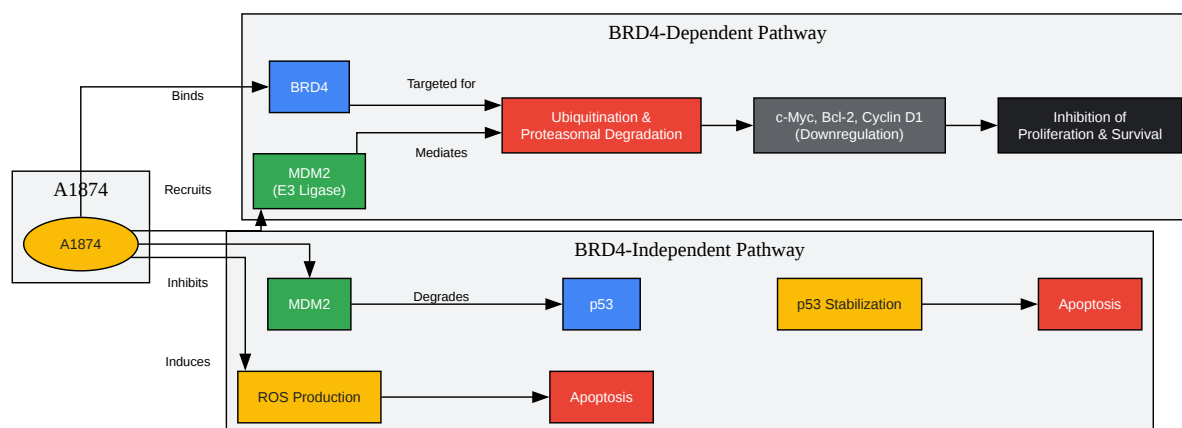 BRD4-Dependent Pathway
BRD4
Targeted for
Binds
Ubiquitination &
Proteasomal Degradation
c-Myc, Bcl-2, Cyclin D1
(Downregulation)
Inhibition of
Proliferation & Survival
Mediates
MDM2
(E3 Ligase)
A1874
Recruits
A1874
BRD4-Independent Pathway
Inhibits
MDM2
Degrades
p53
p53 Stabilization
Apoptosis
Induces
ROS Production
Apoptosis